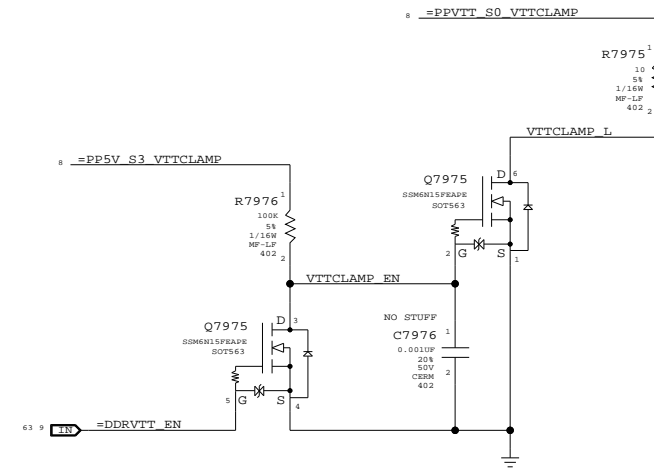 8 =PPVTT_S0_VTTCLAMP
R7975 1
10
5%
1/16W
MF-LF
402 2
VTTCLAMP_L
8 =PP5V_S3_VTTCLAMP
Q7975 D 6
SSM6N15FEAPE
SOT563
2 G S 1
R7976 1
100K
5%
1/16W
MF-LF
402
2
VTTCLAMP_EN
Q7975 D 3
SSM6N15FEAPE
SOT563
5 G S 4
NO STUFF
C7976 1
0.001UF
20%
50V 2
CERM
402
63 9 IN =DDRVTT_EN